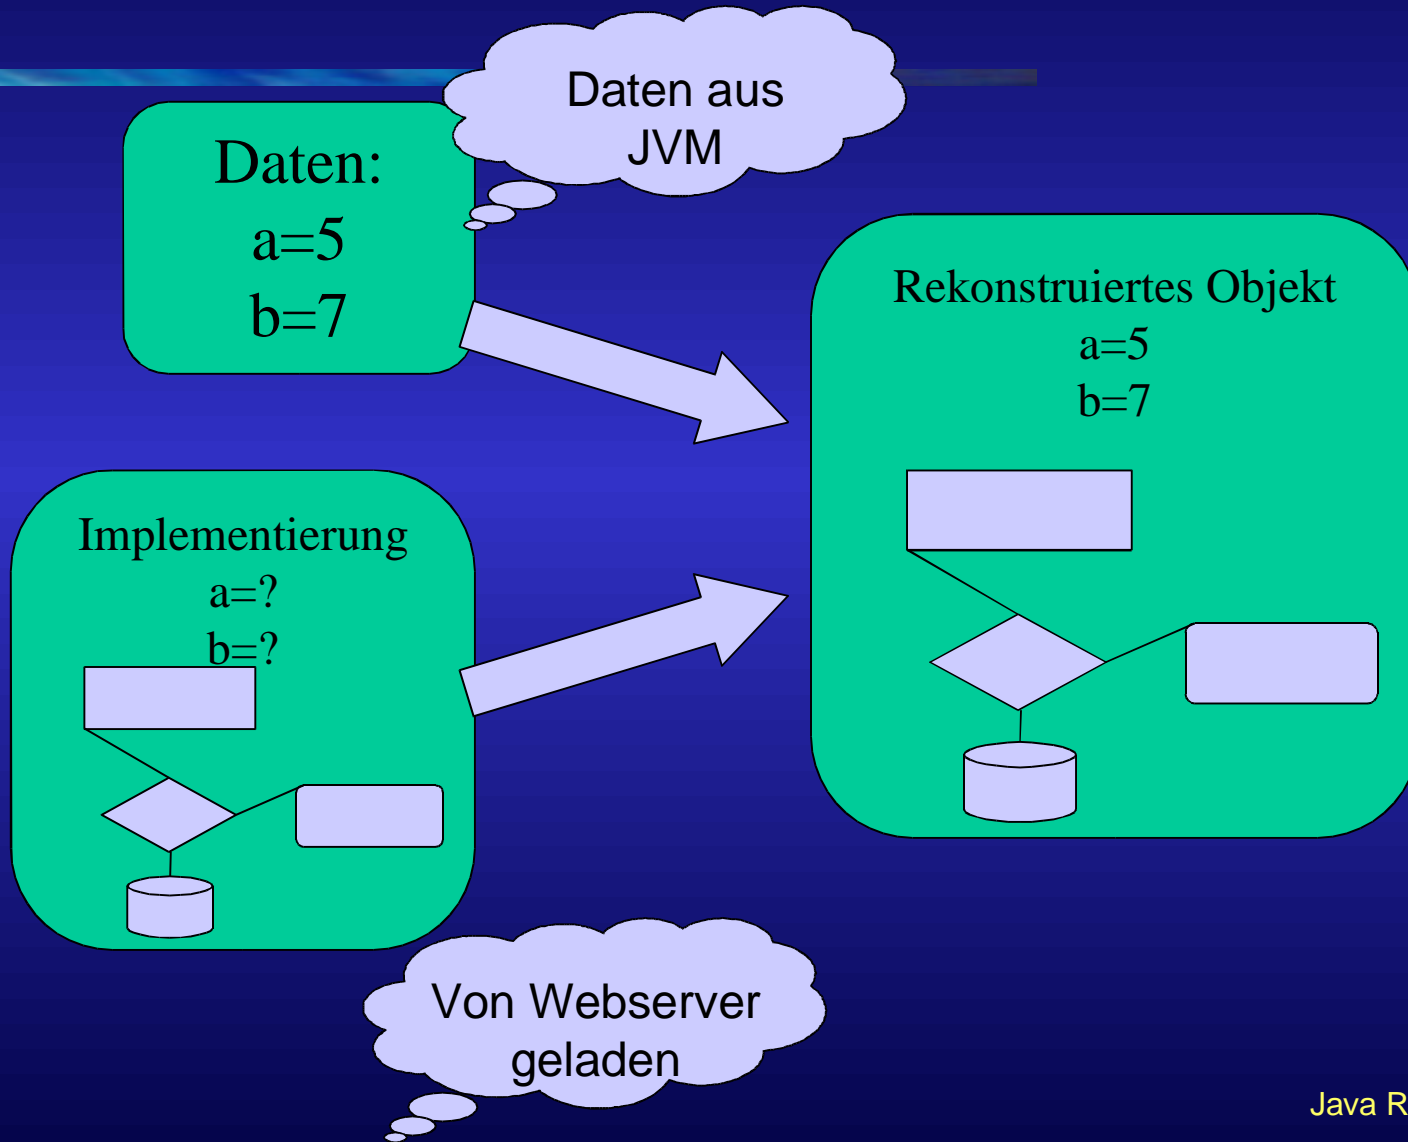 Daten aus
JVM
Daten:
a=5
b=7
Rekonstruiertes Objekt
a=5
b=7
Implementierung
a=?
b=?
Von Webserver
geladen
Java R